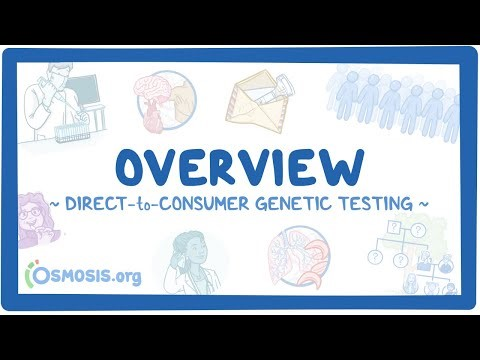 OVERVIEW
~ DIRECT-to-CONSUMER GENETIC TESTING ~
? ?
? ?
OSMOSIS.org